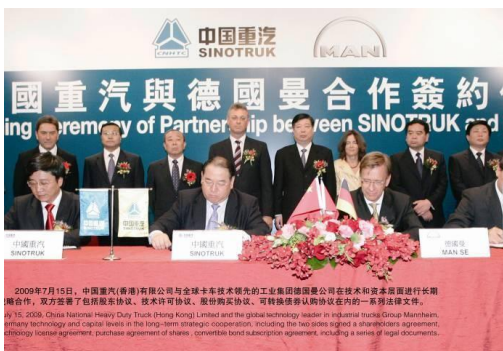 CNHTC
中国重汽
SINOTRUK
MAN
國重汽與德國曼合作簽約
ing Ceremony of Partnership between SINOTRUK and
中國重汽
SINOTRUK
中國重汽
SINOTRUK
德國曼
MAN SE
2009年7月15日，中国重汽(香港)有限公司与全球卡车技术领先的工业集团德国曼公司在技术和资本层面进行长期
战略合作，双方签署了包括股东协议、技术许可协议、股份购买协议、可转换债券认购协议在内的一系列法律文件。
uly 15, 2009, China National Heavy Duty Truck (Hong Kong) Limited and the global technology leader in industrial trucks Group Mannheim,
ermany technology and capital levels in the long-term strategic cooperation, including the two sides signed a shareholders agreement,
chnology license agreement, purchase agreement of shares , convertible bond subscription agreement, including a series of legal documents.